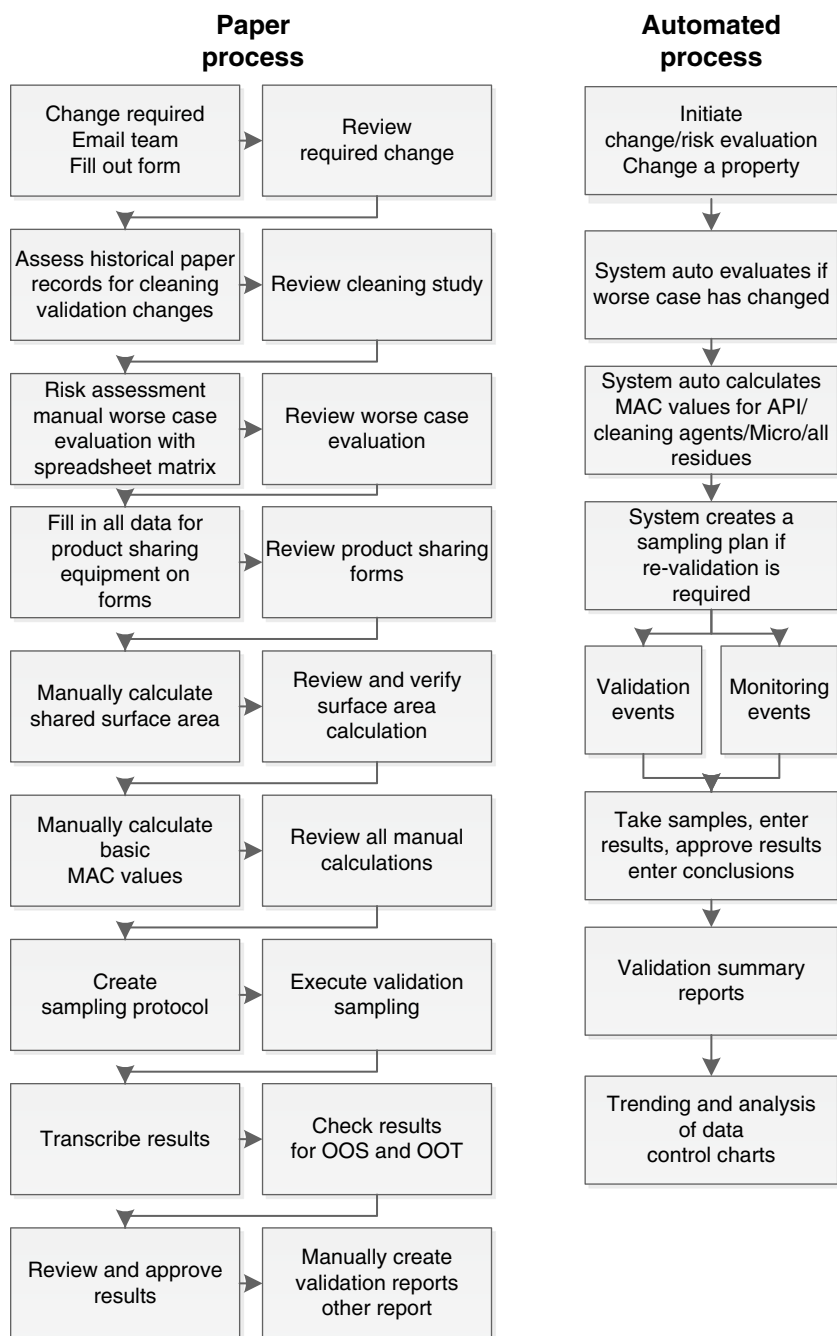 Paper
process
Change required
Email team
Fill out form
Review
required change
Assess historical paper
records for cleaning
validation changes
Review cleaning study
Risk assessment
manual worse case
evaluation with
spreadsheet matrix
Review worse case
evaluation
Fill in all data for
product sharing
equipment on
forms
Review product sharing
forms
Manually calculate
shared surface area
Review and verify
surface area
calculation
Manually calculate
basic
MAC values
Review all manual
calculations
Create
sampling protocol
Execute validation
sampling
Transcribe results
Check results
for OOS and OOT
Review and approve
results
Manually create
validation reports
other report
Automated
process
Initiate
change/risk evaluation
Change a property
System auto evaluates if
worse case has changed
System auto calculates
MAC values for API/
cleaning agents/Micro/all
residues
System creates a
sampling plan if
re-validation is
required
Validation
events
Monitoring
events
Take samples, enter
results, approve results
enter conclusions
Validation summary
reports
Trending and analysis
of data
control charts